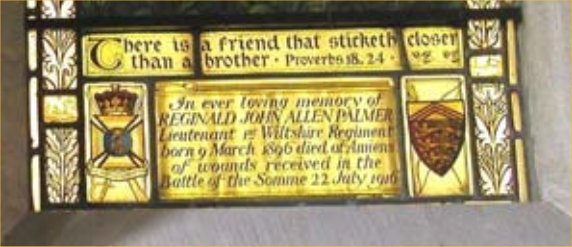 There is a friend that sticketh closer
than a brother · Proverbs 18. 24 ·
In ever loving memory of
REGINALD JOHN ALLEN PALMER
Lieutenant 1st Wiltshire Regiment
born 9 March 1896 died at Amiens
of wounds received in the
Battle of the Somme 22 July 1916